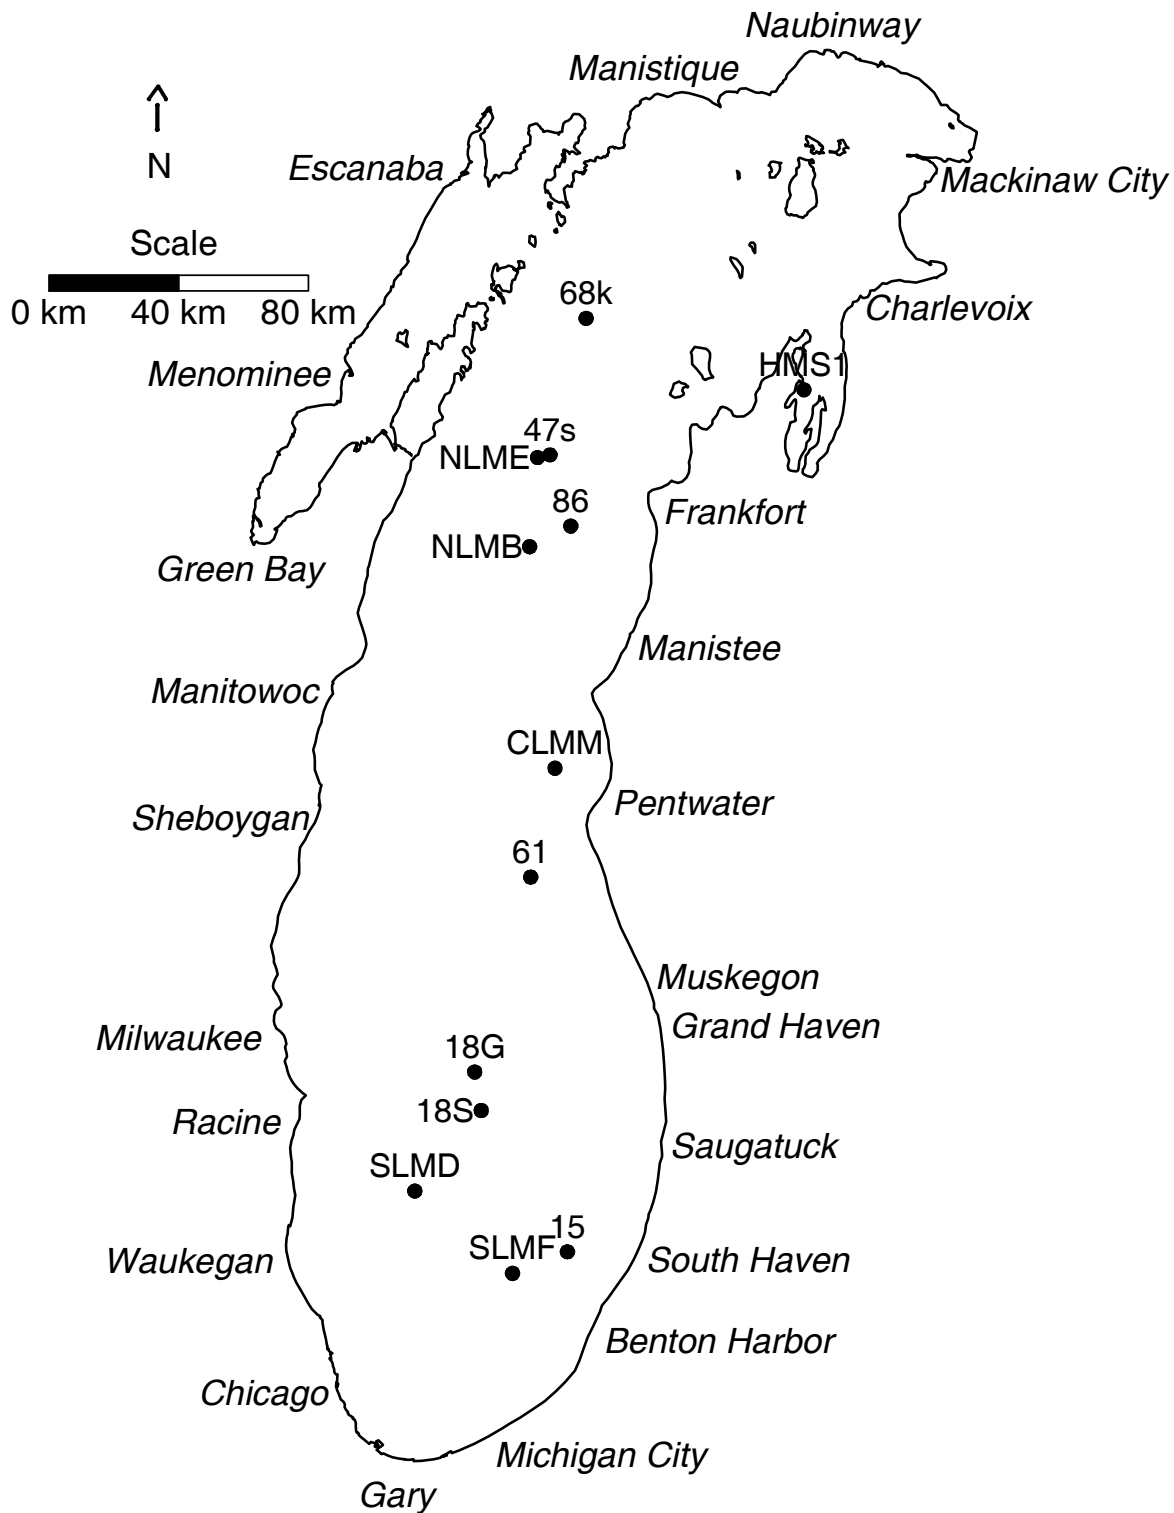 Naubinway
Manistique
N
Escanaba
Mackinaw City
Scale
0 km 40 km 80 km
68k
Charlevoix
Menominee
HMS1
47s
NLME
86
Frankfort
NLMB
Green Bay
Manistee
Manitowoc
CLMM
Pentwater
Sheboygan
61
Muskegon
Grand Haven
Milwaukee
18G
18S
Racine
Saugatuck
SLMD
15
SLMF
Waukegan
South Haven
Benton Harbor
Chicago
Michigan City
Gary